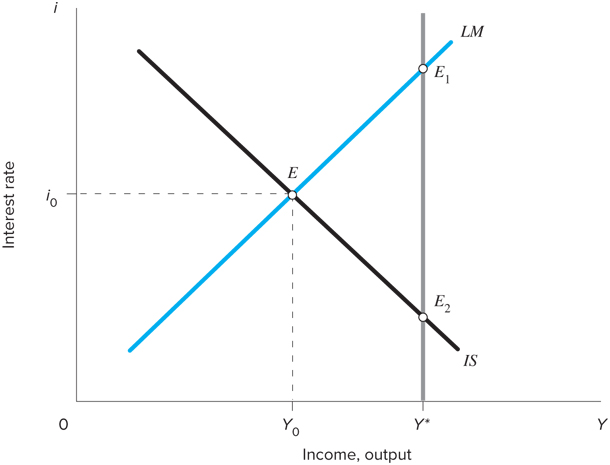 i
LM
E₁
E
i₀
Interest rate
E₂
IS
0
Y₀
Y*
Y
Income, output